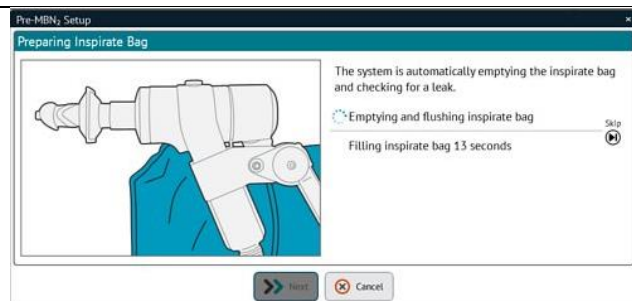 Pre-MBN₂ Setup
Preparing Inspirate Bag
The system is automatically emptying the inspirate bag
and checking for a leak.
Emptying and flushing inspirate bag
Skip
Filling inspirate bag 13 seconds
Next
Cancel